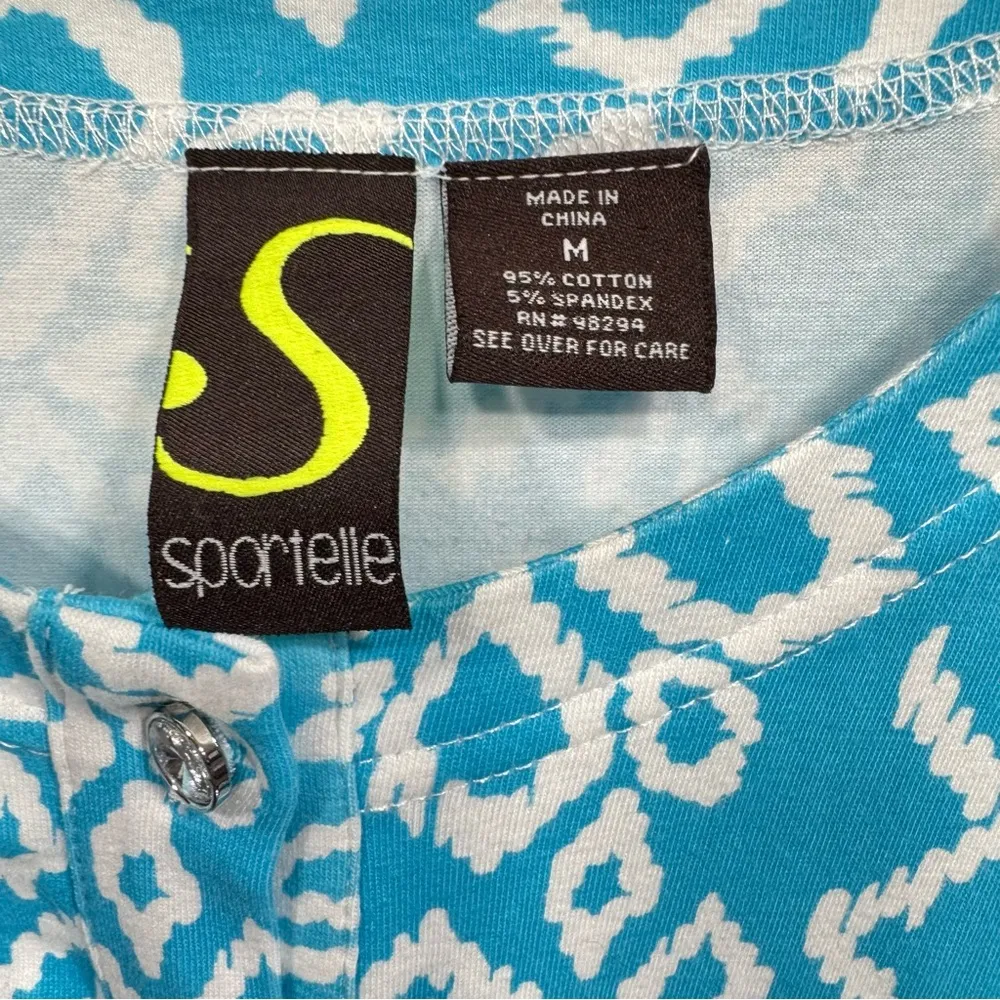 S
sportelle
MADE IN
CHINA
M
95% COTTON
5% SPANDEX
RN# 98294
SEE OVER FOR CARE